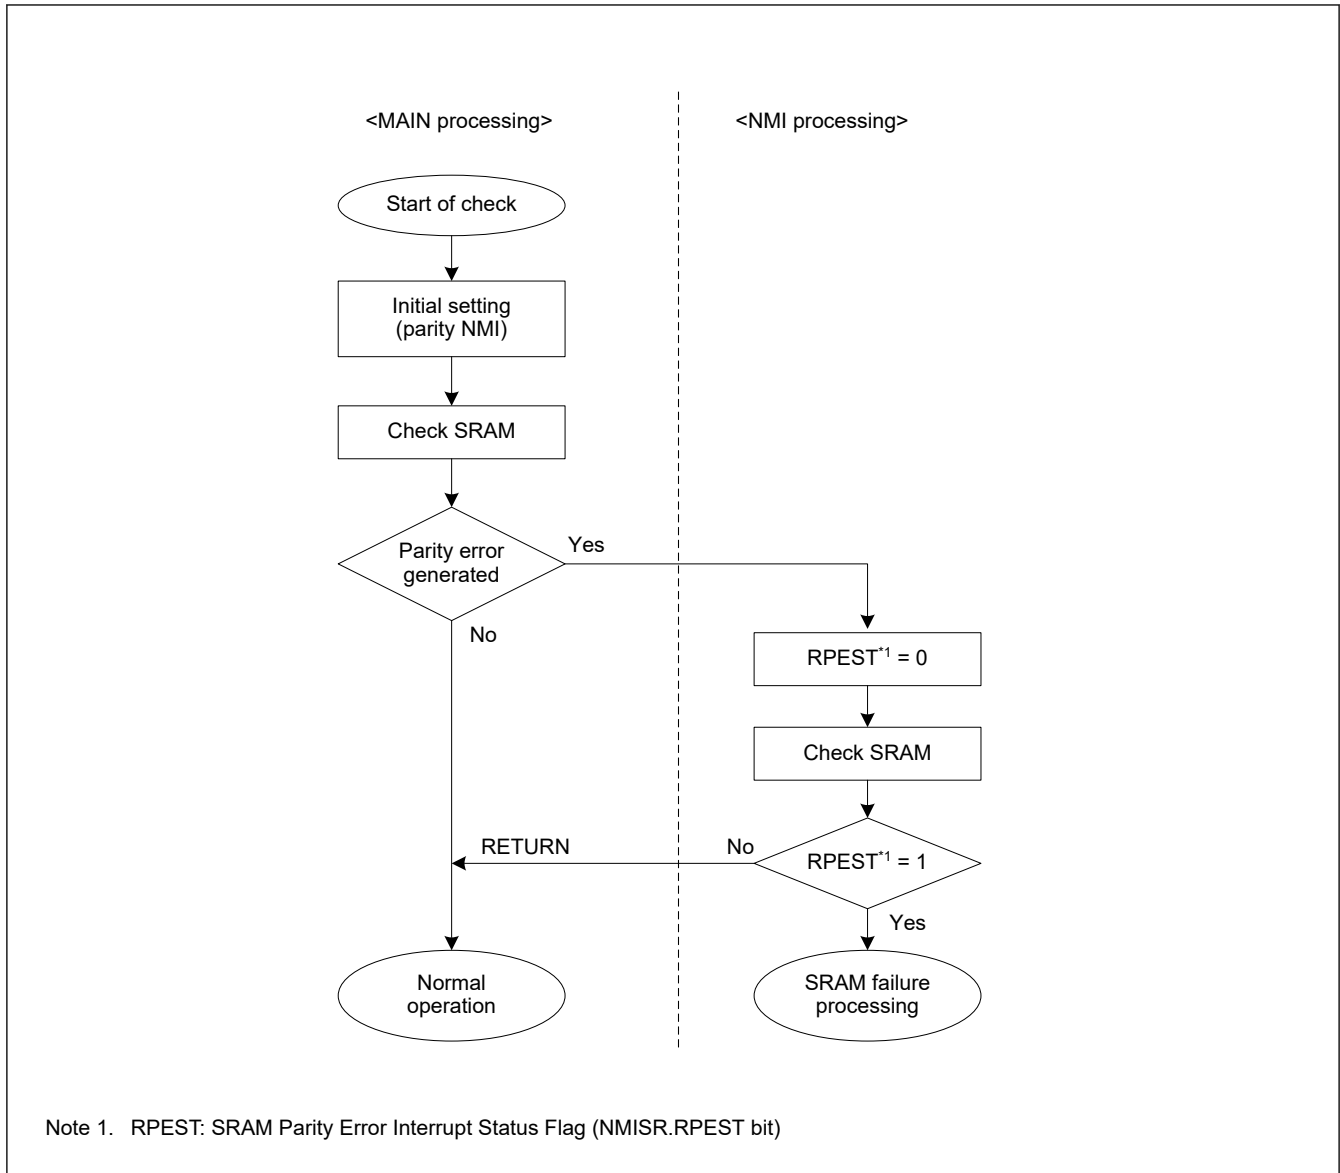 <MAIN processing>
<NMI processing>
Start of check
Initial setting
(parity NMI)
Check SRAM
Parity error
generated
Yes
No
RPEST*1 = 0
Check SRAM
RPEST*1 = 1
No
RETURN
Yes
Normal
operation
SRAM failure
processing
Note 1. RPEST: SRAM Parity Error Interrupt Status Flag (NMISR.RPEST bit)